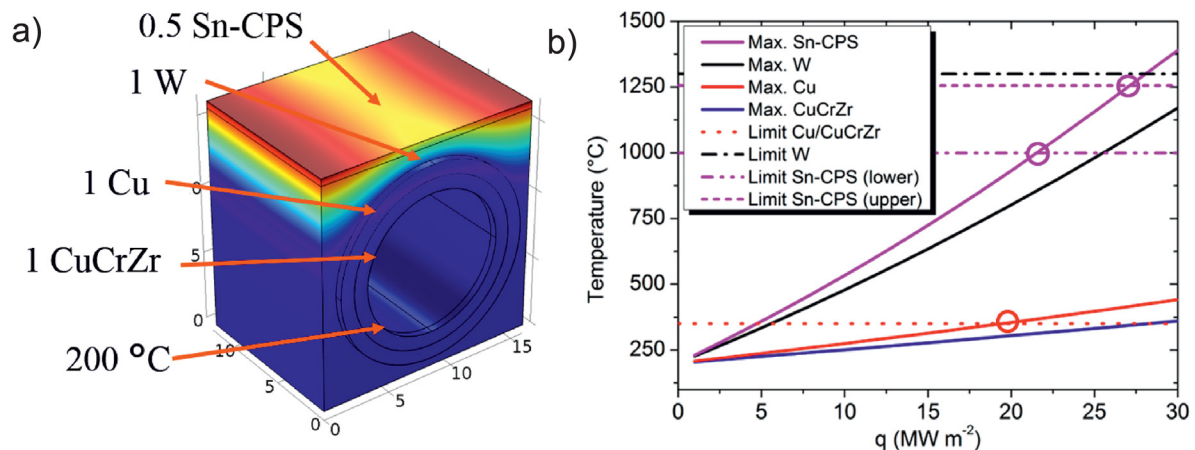 a)
0.5 Sn-CPS
1 W
1 Cu
1 CuCrZr
200 °C
0
5
0
10
5
0
0
5
10
15
b)
1500
1250
1000
750
500
250
Temperature (°C)
Max. Sn-CPS
Max. W
Max. Cu
Max. CuCrZr
Limit Cu/CuCrZr
Limit W
Limit Sn-CPS (lower)
Limit Sn-CPS (upper)
0 5 10 15 20 25 30
q (MW m⁻²)